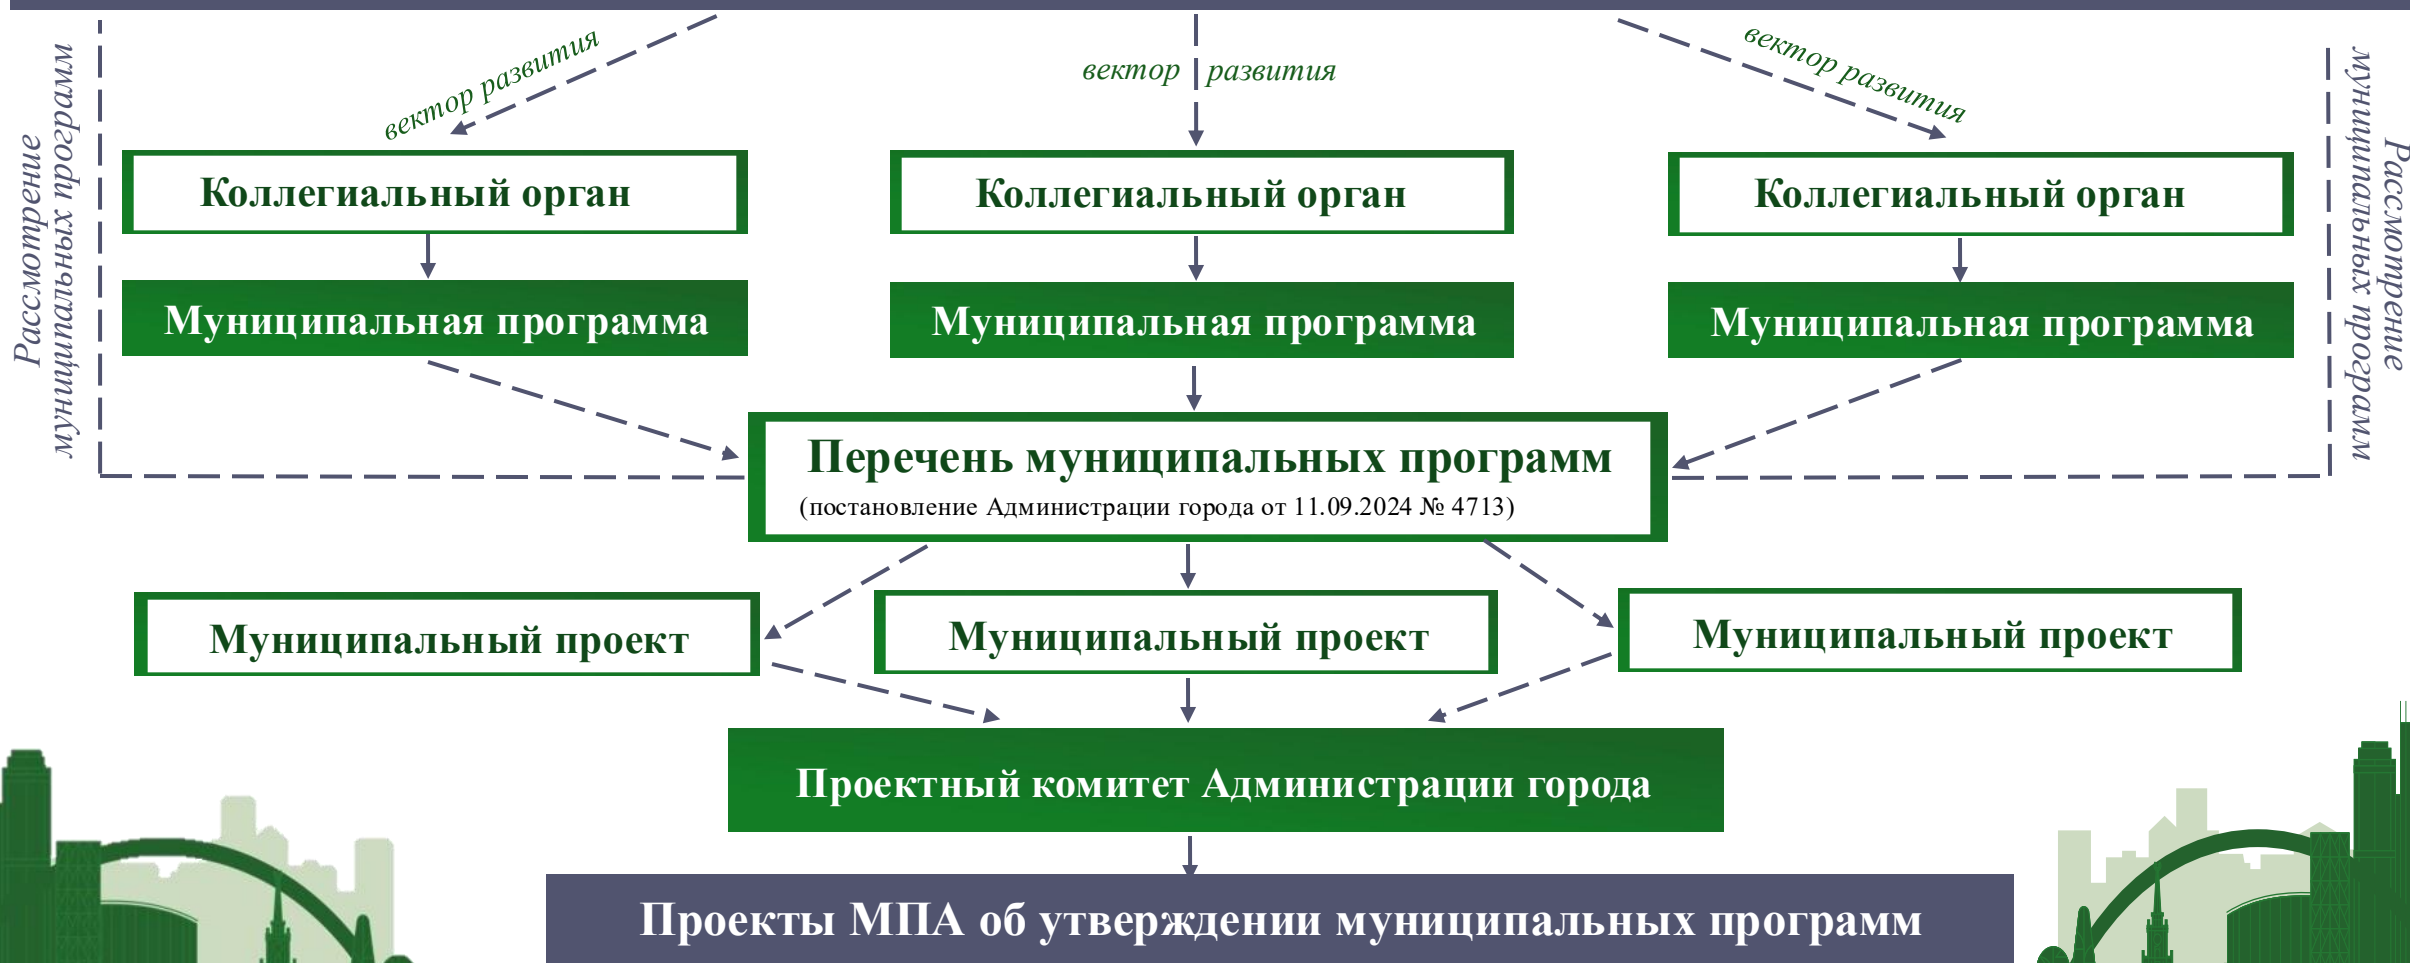 Рассмотрение
муниципальных программ
вектор развития
вектор развития
вектор развития
Рассмотрение
муниципальных программ
Коллегиальный орган
Коллегиальный орган
Коллегиальный орган
Муниципальная программа
Муниципальная программа
Муниципальная программа
Перечень муниципальных программ
(постановление Администрации города от 11.09.2024 № 4713)
Муниципальный проект
Муниципальный проект
Муниципальный проект
Проектный комитет Администрации города
Проекты МПА об утверждении муниципальных программ